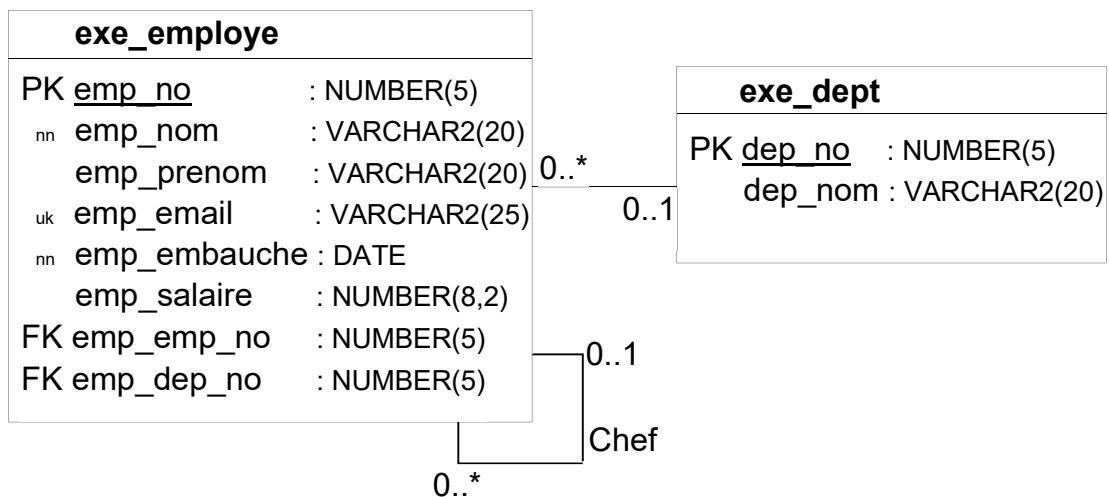 exe_employe
PK emp_no : NUMBER(5)
nn emp_nom : VARCHAR2(20)
emp_prenom : VARCHAR2(20)
uk emp_email : VARCHAR2(25)
nn emp_embauche : DATE
emp_salaire : NUMBER(8,2)
FK emp_emp_no : NUMBER(5)
FK emp_dep_no : NUMBER(5)
0..*
0..1
exe_dept
PK dep_no : NUMBER(5)
dep_nom : VARCHAR2(20)
0..1
Chef
0..*